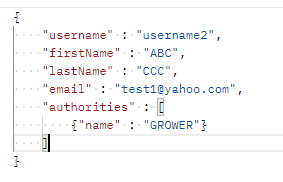 {
"username" : "username2",
"firstName" : "ABC",
"lastName" : "CCC",
"email" : "test1@yahoo.com",
"authorities" : [
{"name" : "GROWER"}
]
}